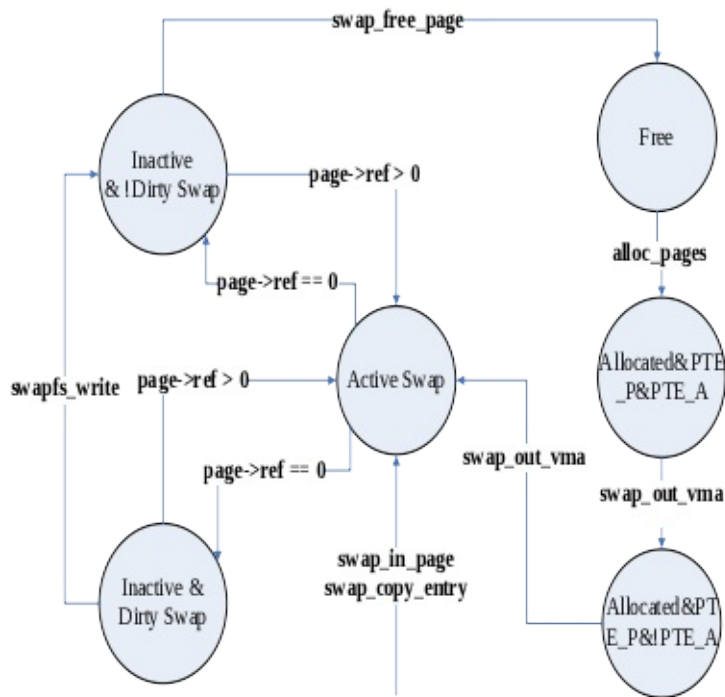 swap_free_page
Free
Inactive
& !Dirty Swap
page->ref > 0
alloc_pages
page->ref == 0
Allocated&PTE
_P&PTE_A
Active Swap
swapfs_write
page->ref > 0
swap_out_vma
page->ref == 0
swap_out_vma
swap_in_page
swap_copy_entry
Inactive &
Dirty Swap
Allocated&PT
E_P&!PTE_A